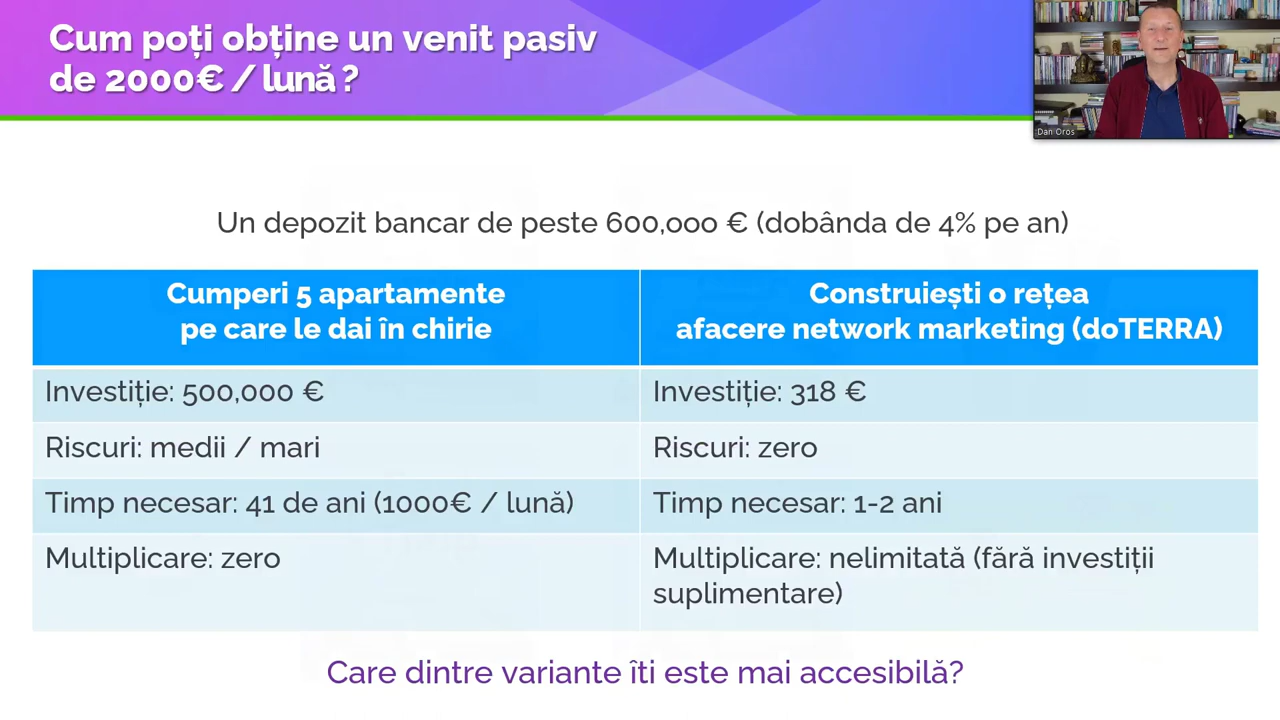 Cum poți obține un venit pasiv
de 2000€ / lună ?
Dan Oros
Un depozit bancar de peste 600,000 € (dobânda de 4% pe an)
Cumperi 5 apartamente
pe care le dai în chirie
Construiești o rețea
afacere network marketing (doTERRA)
Investiție: 500,000 €
Investiție: 318 €
Riscuri: medii / mari
Riscuri: zero
Timp necesar: 41 de ani (1000€ / lună)
Timp necesar: 1-2 ani
Multiplicare: zero
Multiplicare: nelimitată (fără investiții
suplimentare)
Care dintre variante îti este mai accesibilă?